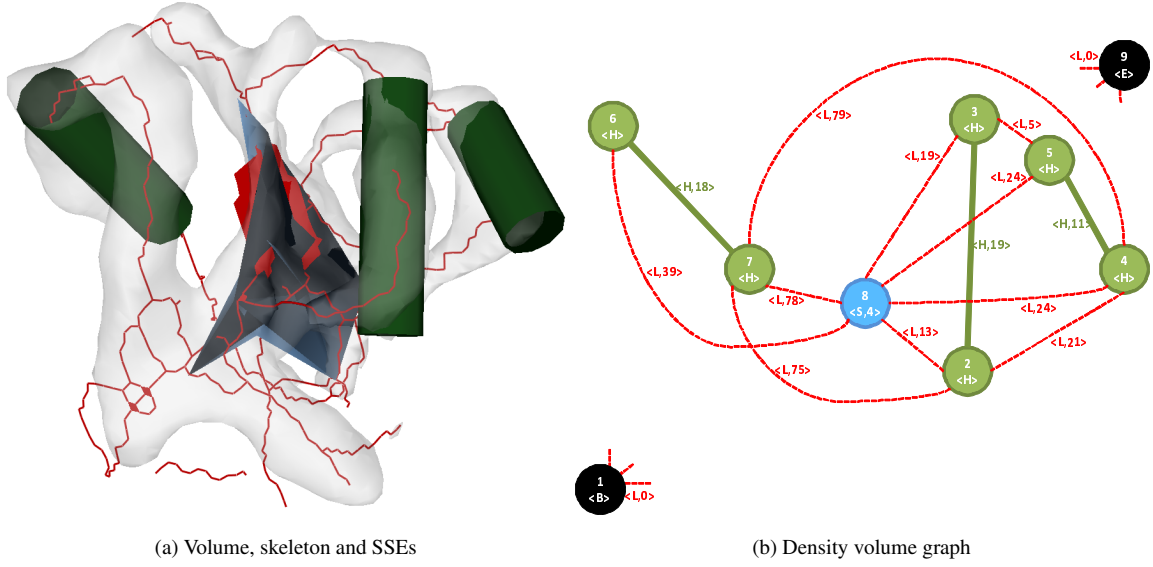 <L,0>
9
<E>
<L,79>
6
<H>
3
<H>
<L,5>
5
<H>
<L,19>
<L,24>
<H,18>
<H,11>
<H,19>
7
<H>
4
<H>
<L,39>
<L,78>
8
<S,4>
<L,24>
<L,13>
<L,21>
2
<H>
<L,75>
1
<B>
<L,0>
(a) Volume, skeleton and SSEs
(b) Density volume graph